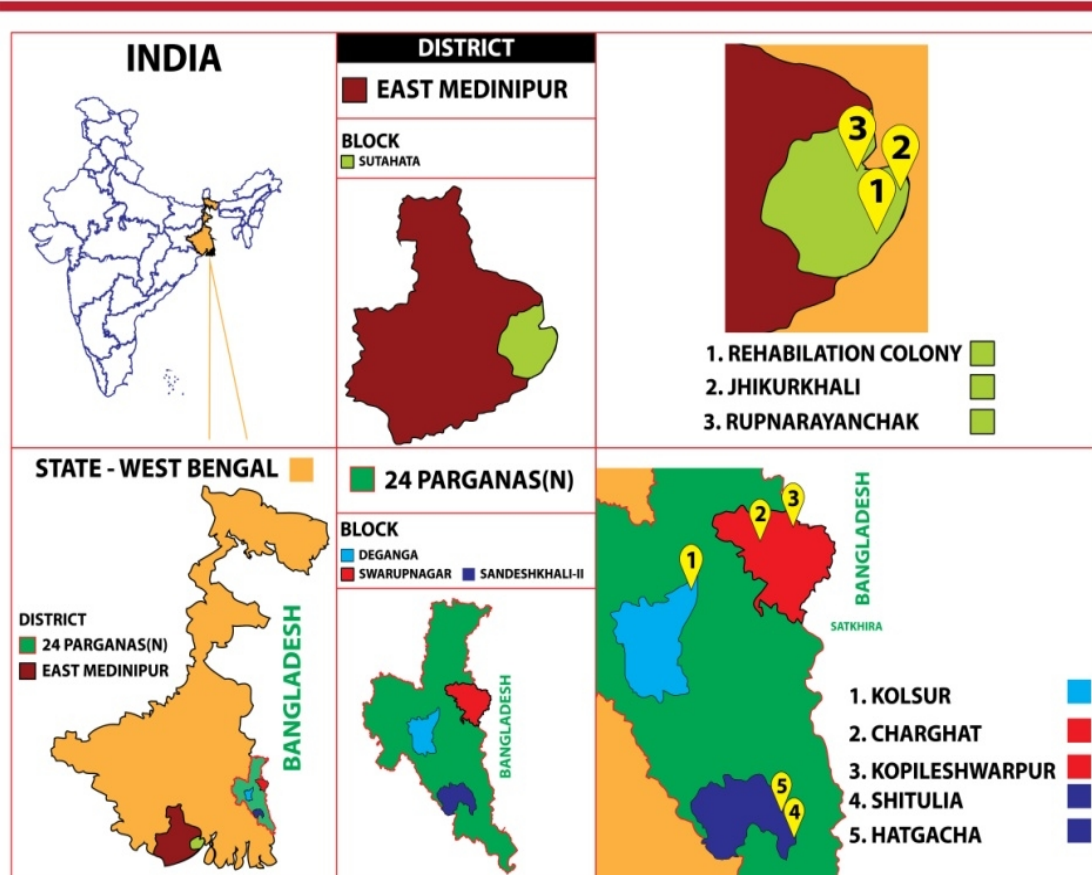 INDIA
DISTRICT
EAST MEDINIPUR
BLOCK
SUTAHATA
3
2
1
1. REHABILATION COLONY
2. JHIKURKHALI
3. RUPNARAYANCHAK
STATE - WEST BENGAL
DISTRICT
24 PARGANAS(N)
EAST MEDINIPUR
BANGLADESH
24 PARGANAS(N)
BLOCK
DEGANGA
SWARUPNAGAR SANDESHKHALI-II
BANGLADESH
1
2
3
BANGLADESH
SATKHIRA
5
4
1. KOLSUR
2. CHARGHAT
3. KOPILESHWARPUR
4. SHITULIA
5. HATGACHA